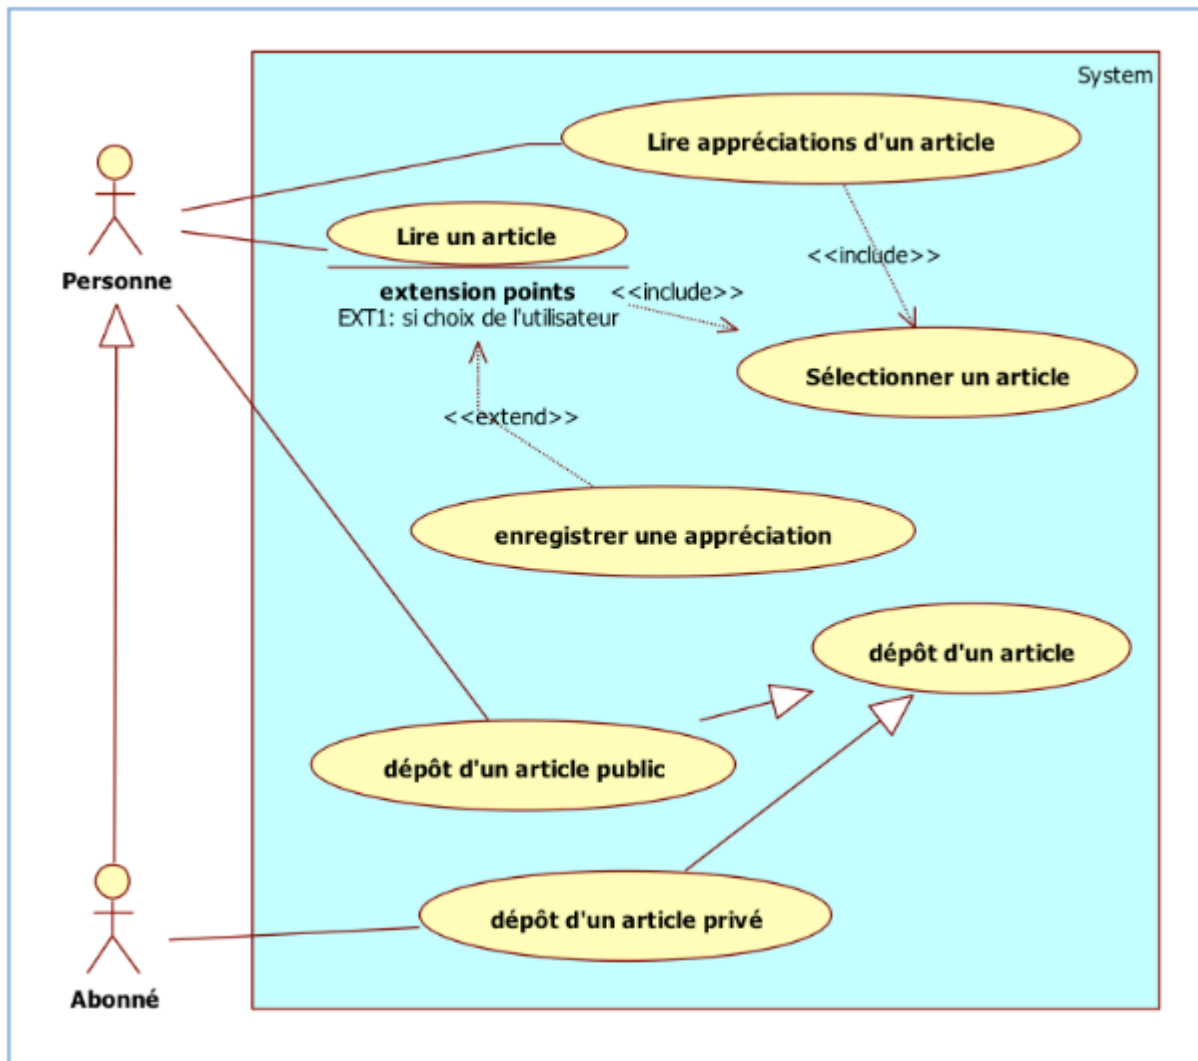 System
Lire appréciations d'un article
Lire un article
<<include>>
Personne
extension points
<<include>>
EXT1: si choix de l'utilisateur
Sélectionner un article
<<extend>>
enregistrer une appréciation
dépôt d'un article
dépôt d'un article public
dépôt d'un article privé
Abonné